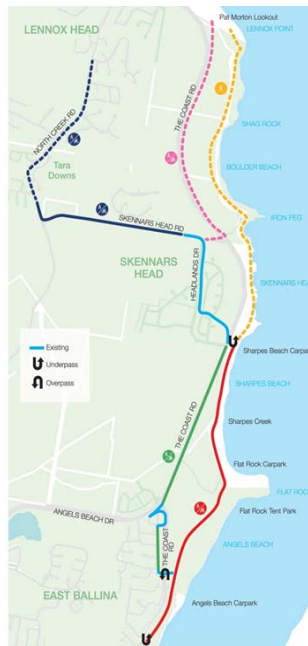 Pat Morton Lookout
LENNOX HEAD
LENNOX POINT
THE COAST RD
SHAG ROCK
NORTH CREEK RD
BOULDER BEACH
Tara
Downs
IRON PEG
SKENNARS HEAD RD
SKENNARS
HEAD
HEADLANDS DR
SKENNARS HEA
Existing
Underpass
Overpass
Sharpes Beach Carpa
SHARPES BEACH
THE COAST RD
Sharpes Creek
Flat Rock Carpark
FLAT ROCK
ANGELS BEACH DR
Flat Rock Tent Park
THE COAST
RD
ANGELS BEACH
EAST BALLINA
Angels Beach Carpark